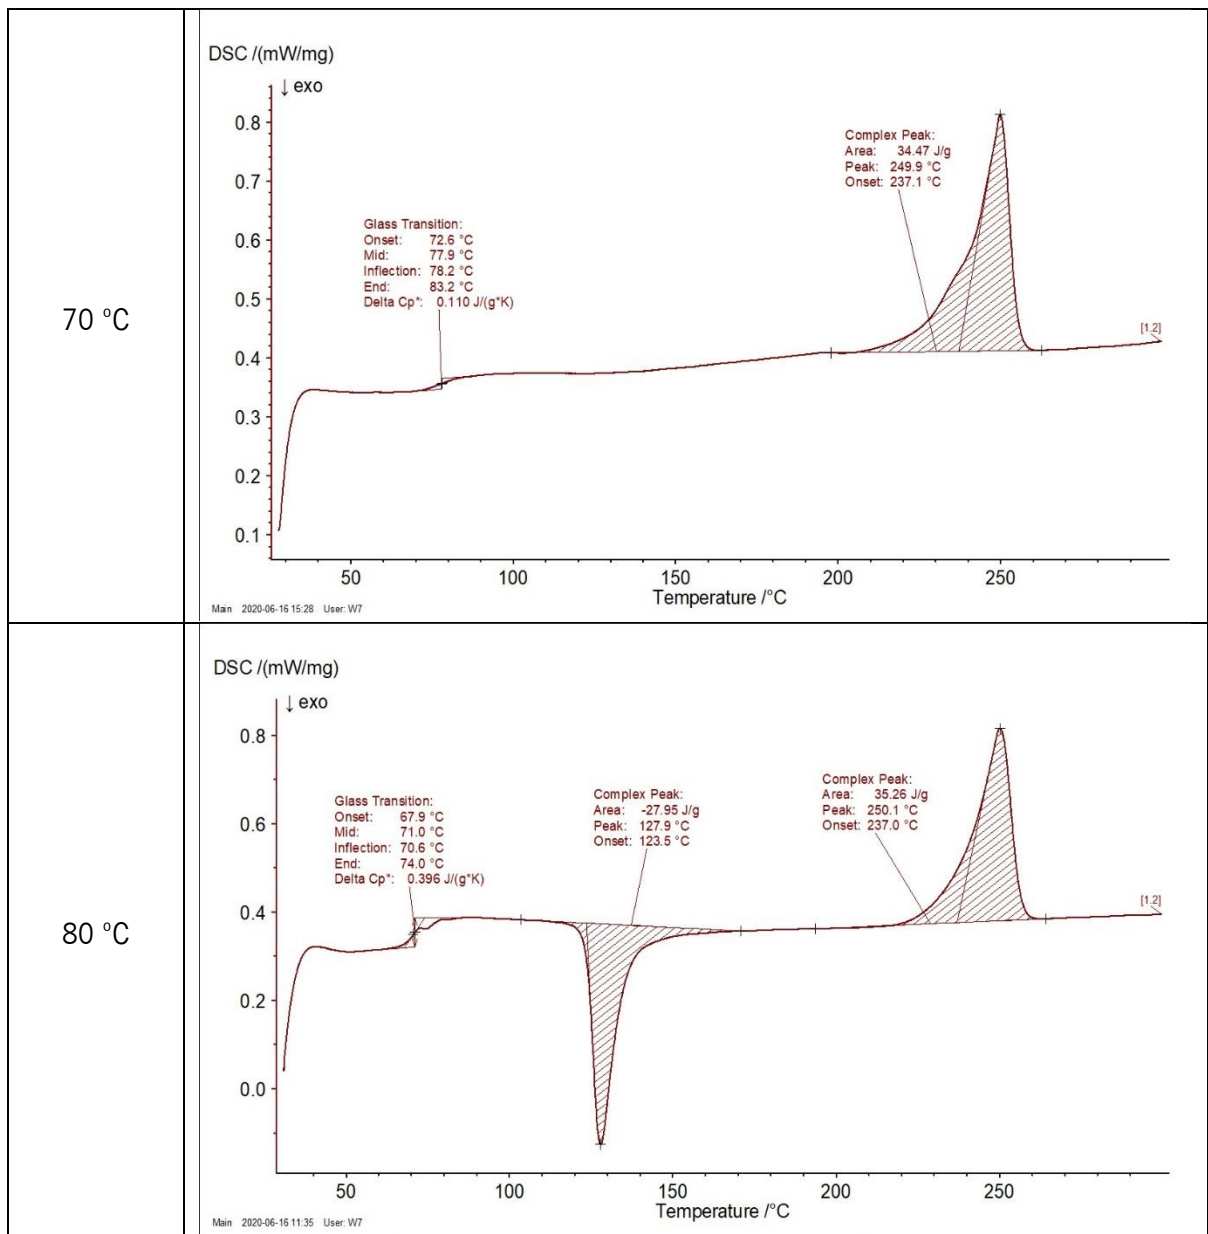 70 °C
DSC /(mW/mg)
↓ exo
0.8
0.7
0.6
0.5
0.4
0.3
0.2
0.1
Glass Transition:
Onset: 72.6 °C
Mid: 77.9 °C
Inflection: 78.2 °C
End: 83.2 °C
Delta Cp*: 0.110 J/(g*K)
Complex Peak:
Area: 34.47 J/g
Peak: 249.9 °C
Onset: 237.1 °C
[1.2]
50 100 150 200 250
Temperature /°C
Main 2020-06-16 15:28 User: W7
80 °C
DSC /(mW/mg)
↓ exo
0.8
0.6
0.4
0.2
0.0
Glass Transition:
Onset: 67.9 °C
Mid: 71.0 °C
Inflection: 70.6 °C
End: 74.0 °C
Delta Cp*: 0.396 J/(g*K)
Complex Peak:
Area: -27.95 J/g
Peak: 127.9 °C
Onset: 123.5 °C
Complex Peak:
Area: 35.26 J/g
Peak: 250.1 °C
Onset: 237.0 °C
[1.2]
50 100 150 200 250
Temperature /°C
Main 2020-06-16 11:35 User: W7